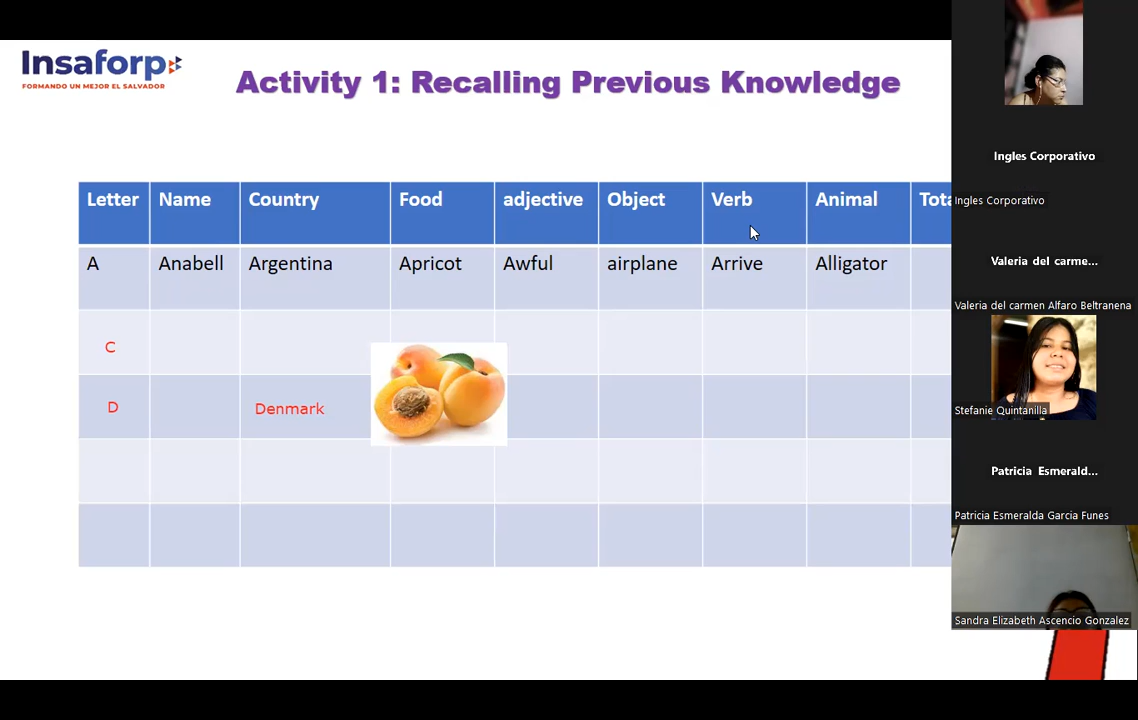 Insaforp
FORMANDO UN MEJOR EL SALVADOR
Activity 1: Recalling Previous Knowledge
Letter Name Country Food adjective Object Verb Animal
A Anabell Argentina Apricot Awful airplane Arrive Alligator
C
D Denmark
Ingles Corporativo
Ingles Corporativo
Valeria del carme...
Valeria del carmen Alfaro Beltranena
Stefanie Quintanilla
Patricia Esmerald...
Patricia Esmeralda Garcia Funes
Sandra Elizabeth Ascencio Gonzalez